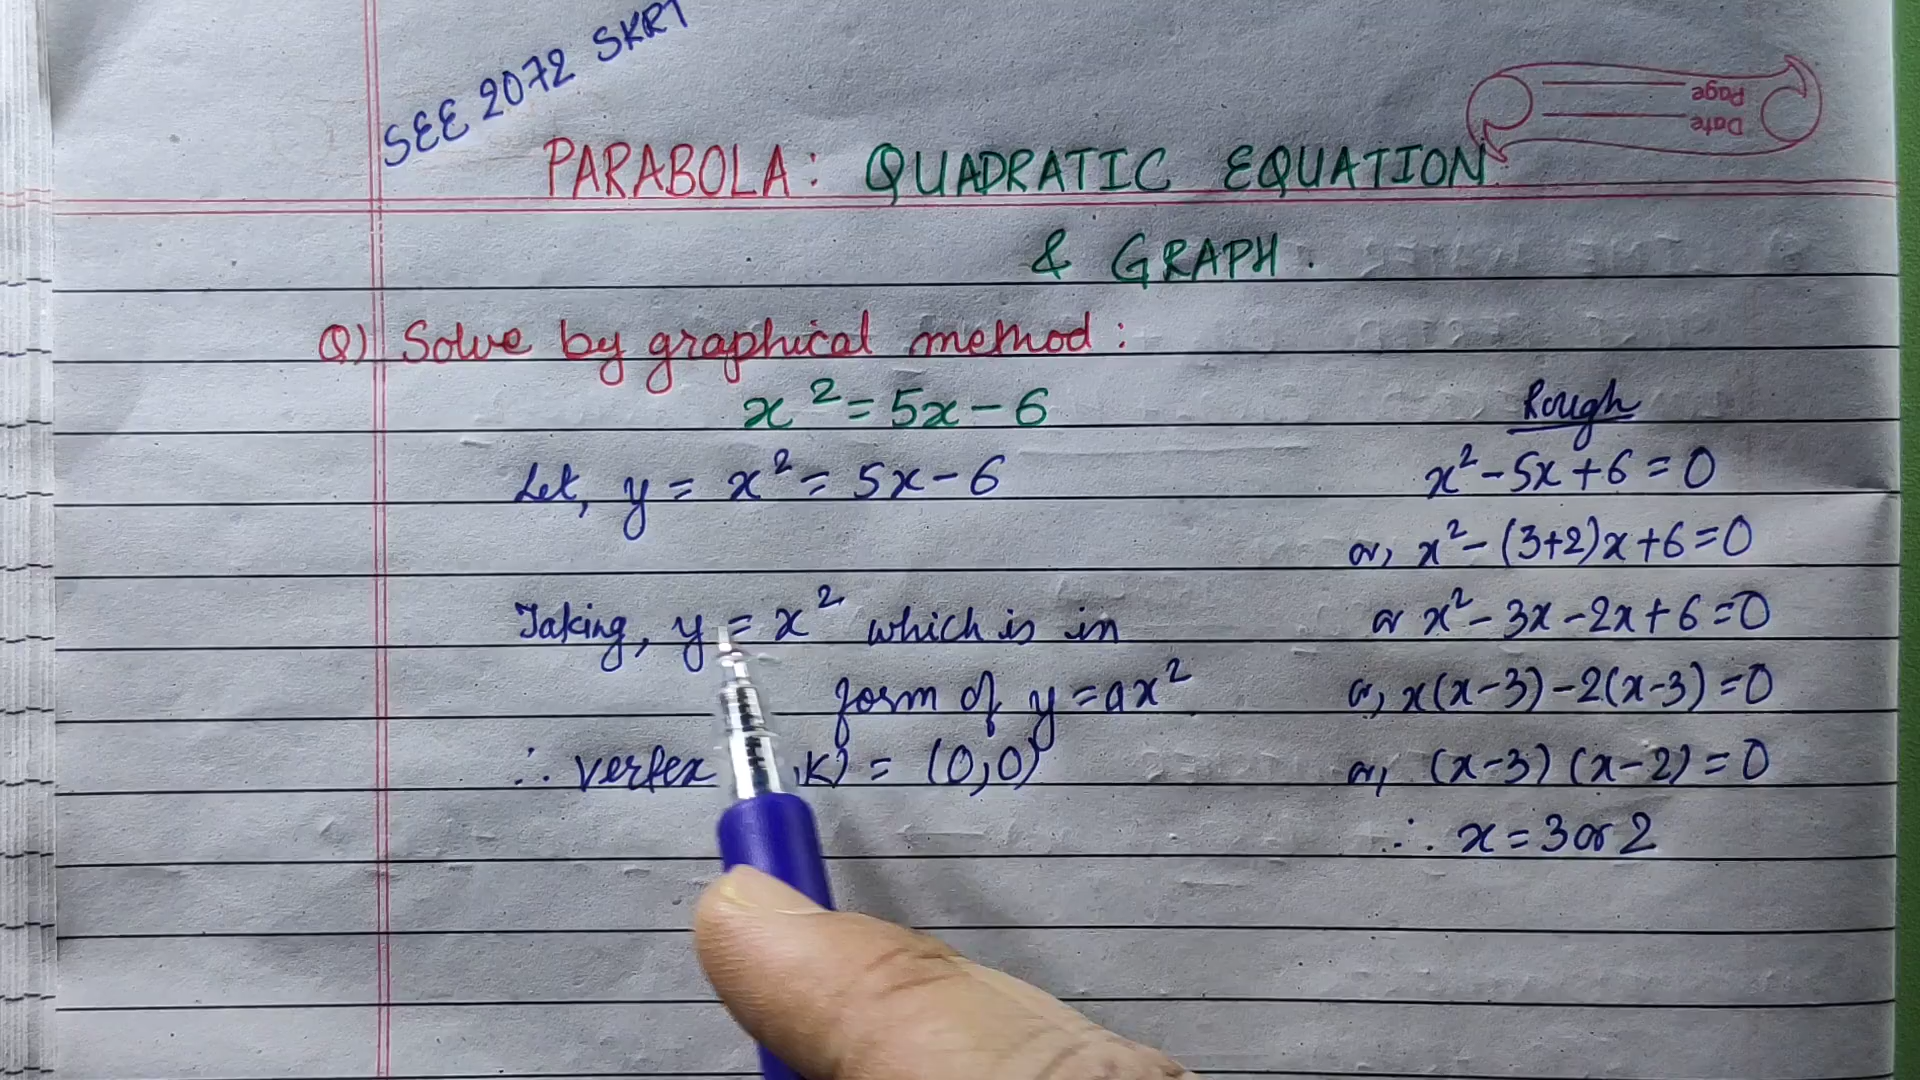 SEE 2072 SKRT
Page
Date
PARABOLA: QUADRATIC EQUATION
& GRAPH.
Q) Solve by graphical method:
x² = 5x - 6
Let, y = x² = 5x - 6
Taking, y = x² which is in
form of y = ax²
∴ vertex ,k) = (0,0)
Rough
x² - 5x + 6 = 0
or, x² - (3+2)x + 6 = 0
or x² - 3x - 2x + 6 = 0
or, x(x-3) - 2(x-3) = 0
or, (x-3) (x-2) = 0
∴ x = 3 or 2